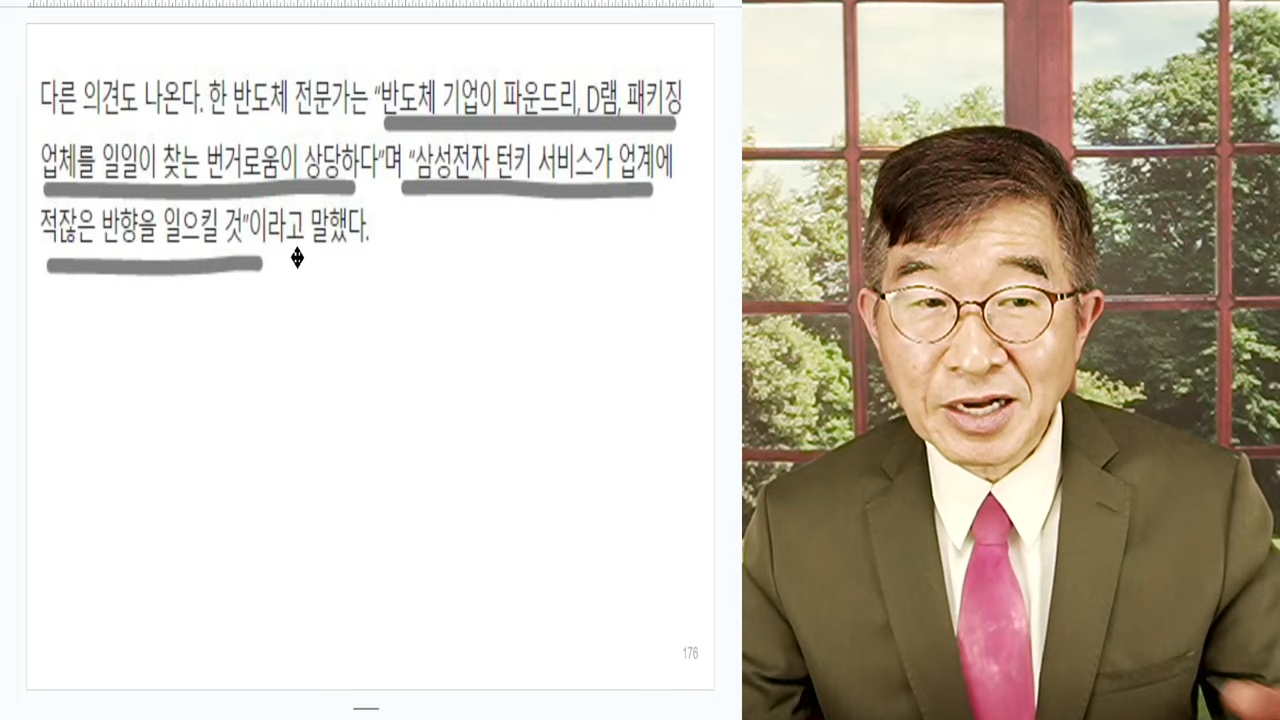 다른 의견도 나온다. 한 반도체 전문가는 “반도체 기업이 파운드리, D램, 패키징
업체를 일일이 찾는 번거로움이 상당하다”며 “삼성전자 턴키 서비스가 업계에
적잖은 반향을 일으킬 것”이라고 말했다.
176